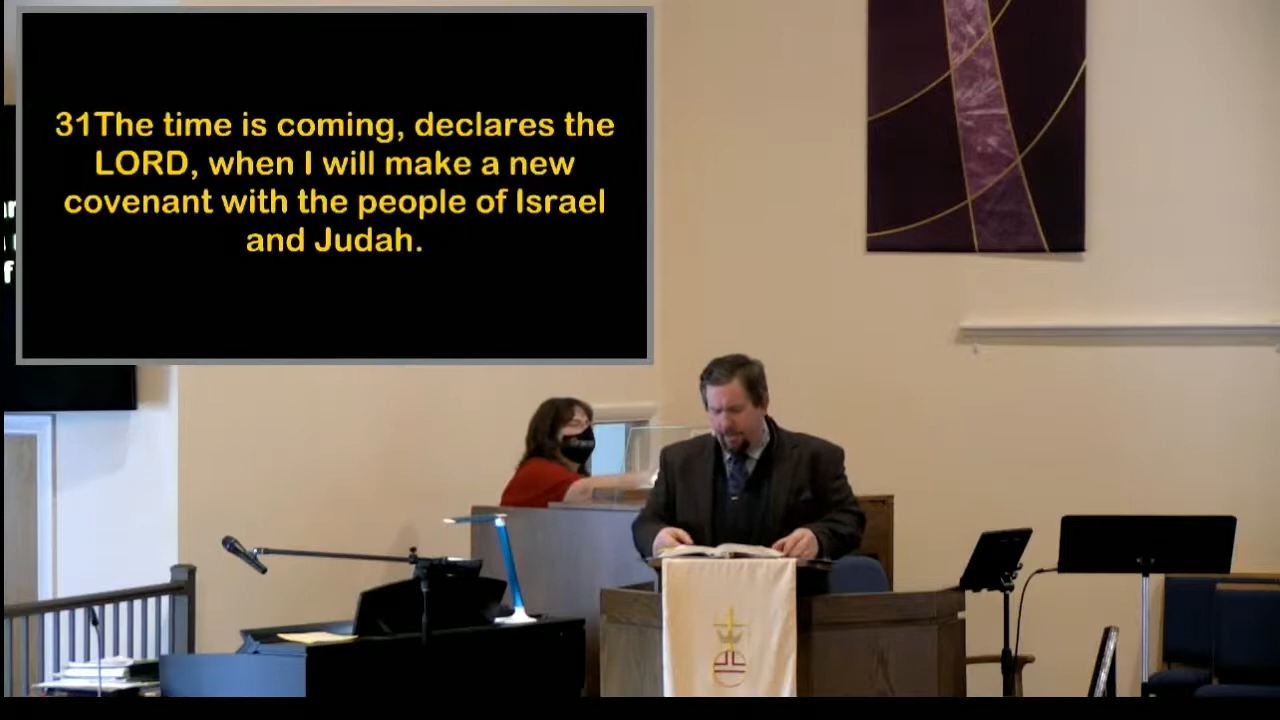 31The time is coming, declares the
LORD, when I will make a new
covenant with the people of Israel
and Judah.